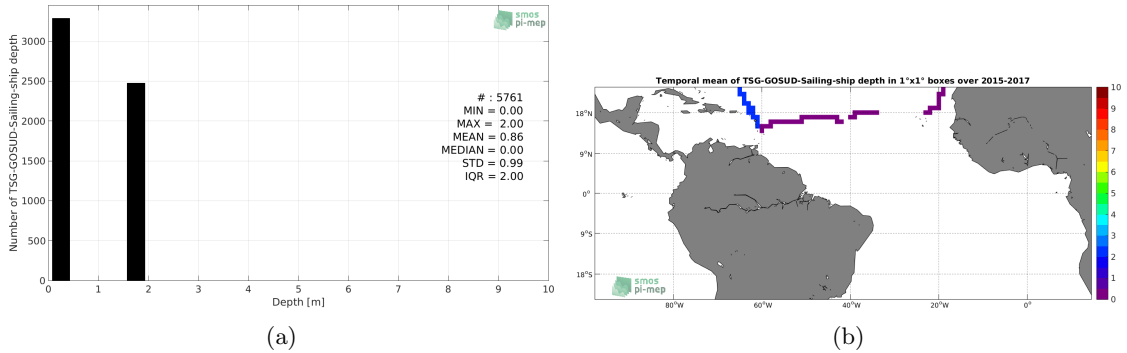 smos
pi-mep
Number of TSG-GOSUD-Sailing-ship depth
3000
2500
2000
1500
1000
500
0
# : 5761
MIN = 0.00
MAX = 2.00
MEAN = 0.86
MEDIAN = 0.00
STD = 0.99
IQR = 2.00
0 1 2 3 4 5 6 7 8 9 10
Depth [m]
(a)
Temporal mean of TSG-GOSUD-Sailing-ship depth in 1°x1° boxes over 2015-2017
18°N
9°N
0°
9°S
18°S
80°W 60°W 40°W 20°W 0°
10
9
8
7
6
5
4
3
2
1
0
smos
pi-mep
(b)